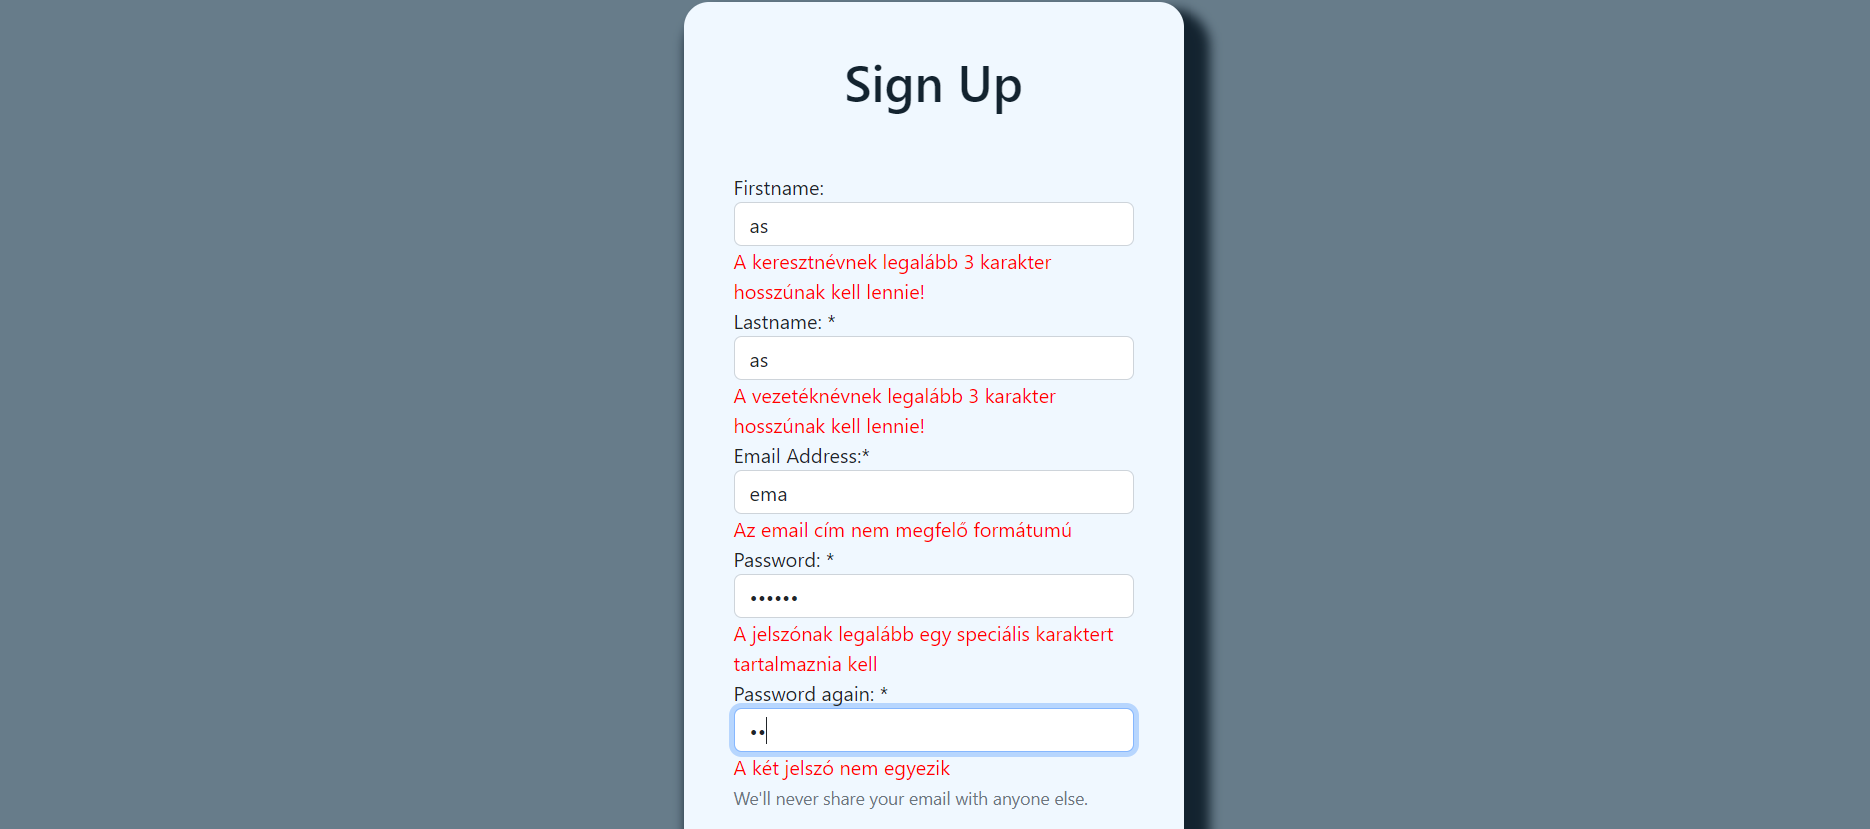 Sign Up
Firstname:
as
A keresztnévnek legalább 3 karakter
hosszúnak kell lennie!
Lastname: *
as
A vezetéknévnek legalább 3 karakter
hosszúnak kell lennie!
Email Address:*
ema
Az email cím nem megfelő formátumú
Password: *
••••••
A jelszónak legalább egy speciális karaktert
tartalmaznia kell
Password again: *
••
A két jelszó nem egyezik
We'll never share your email with anyone else.